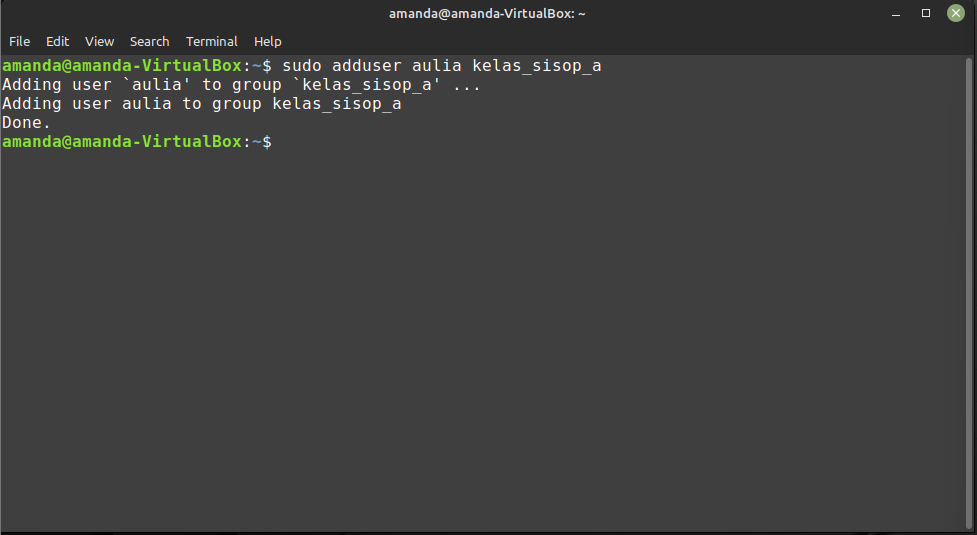 amanda@amanda-VirtualBox: ~
File Edit View Search Terminal Help
amanda@amanda-VirtualBox:~$ sudo adduser aulia kelas_sisop_a
Adding user `aulia' to group `kelas_sisop_a' ...
Adding user aulia to group kelas_sisop_a
Done.
amanda@amanda-VirtualBox:~$